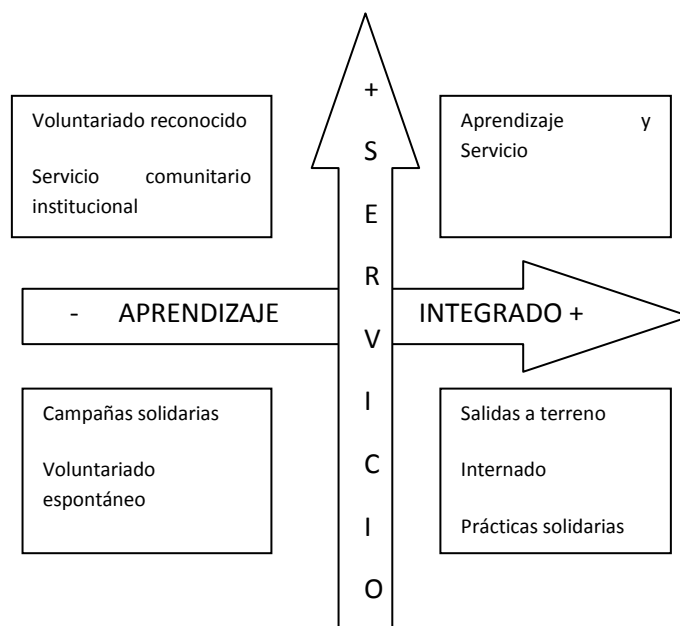 Voluntariado reconocido
Servicio comunitario
institucional
+
S
E
R
V
I
C
I
O
Aprendizaje y
Servicio
- APRENDIZAJE INTEGRADO +
Campañas solidarias
Voluntariado
espontáneo
Salidas a terreno
Internado
Prácticas solidarias